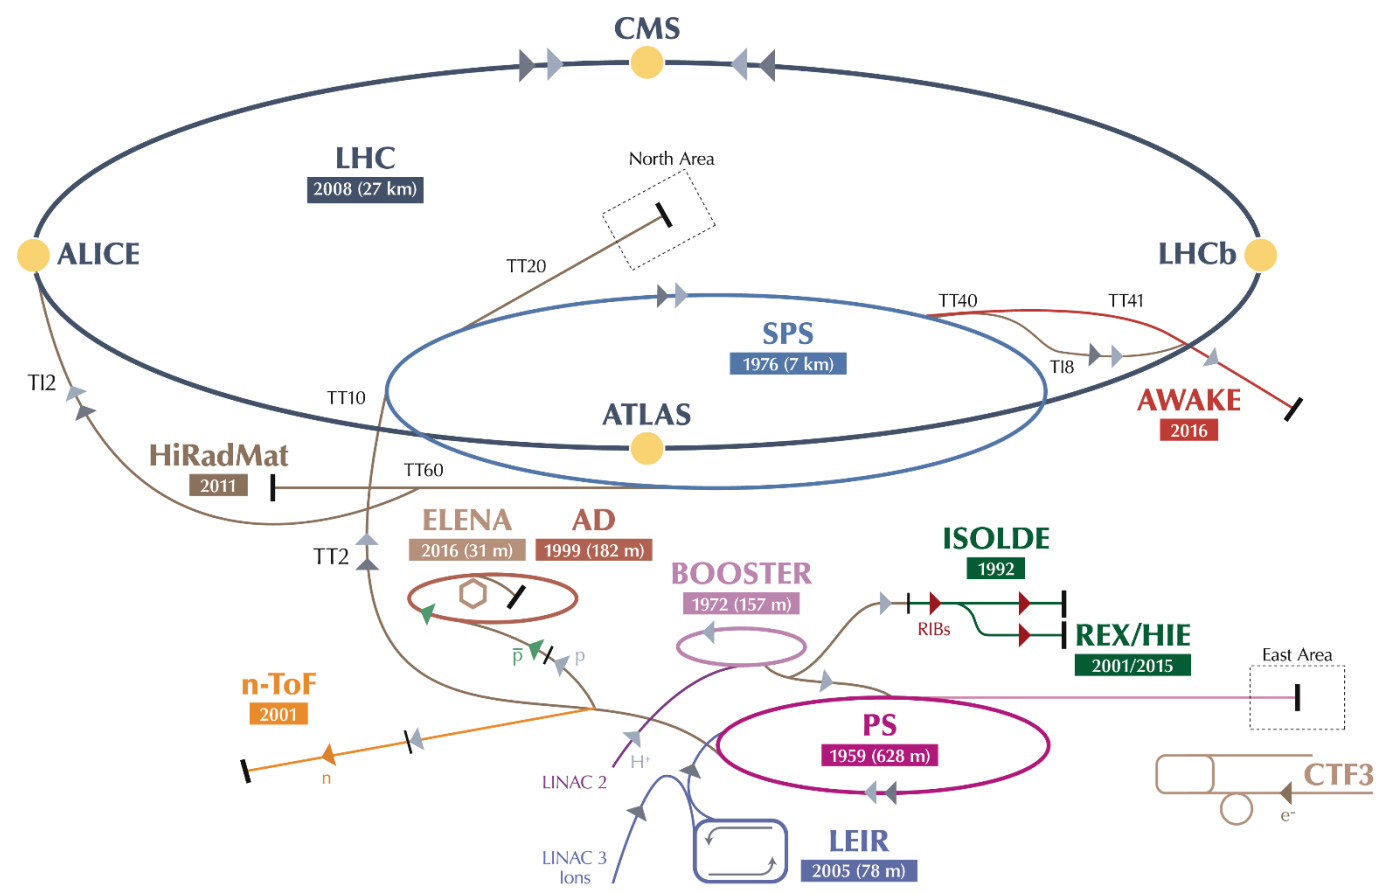 CMS
LHC
2008 (27 km)
North Area
ALICE
LHCb
TT20
TT40
TT41
SPS
1976 (7 km)
TI8
TI2
TT10
ATLAS
AWAKE
2016
HiRadMat
2011
TT60
ELENA
2016 (31 m)
AD
1999 (182 m)
TT2
ISOLDE
1992
BOOSTER
1972 (157 m)
RIBs
REX/HIE
2001/2015
p̅
p
East Area
n-ToF
2001
PS
1959 (628 m)
n
H⁺
LINAC 2
CTF3
e⁻
LEIR
2005 (78 m)
LINAC 3
Ions